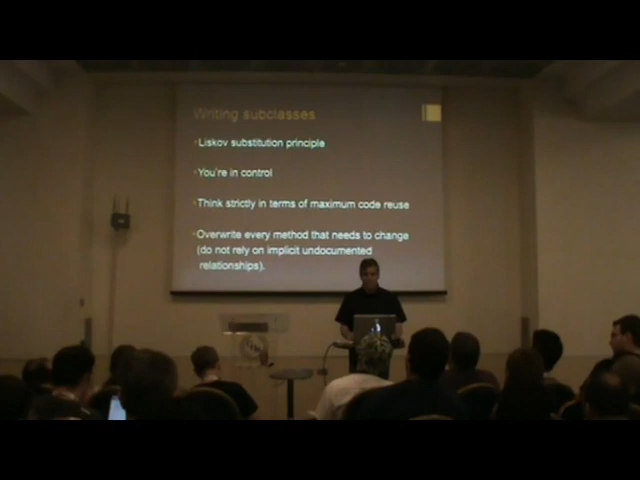 Writing subclasses
Liskov substitution principle
You're in control
Think strictly in terms of maximum code reuse
Overwrite every method that needs to change
(do not rely on implicit undocumented
relationships).